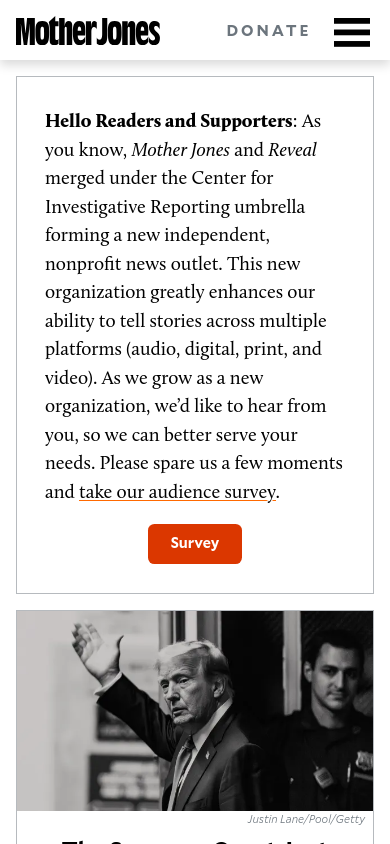 Mother Jones
DONATE
Hello Readers and Supporters: As
you know, Mother Jones and Reveal
merged under the Center for
Investigative Reporting umbrella
forming a new independent,
nonprofit news outlet. This new
organization greatly enhances our
ability to tell stories across multiple
platforms (audio, digital, print, and
video). As we grow as a new
organization, we’d like to hear from
you, so we can better serve your
needs. Please spare us a few moments
and take our audience survey.
Survey
Justin Lane/Pool/Getty